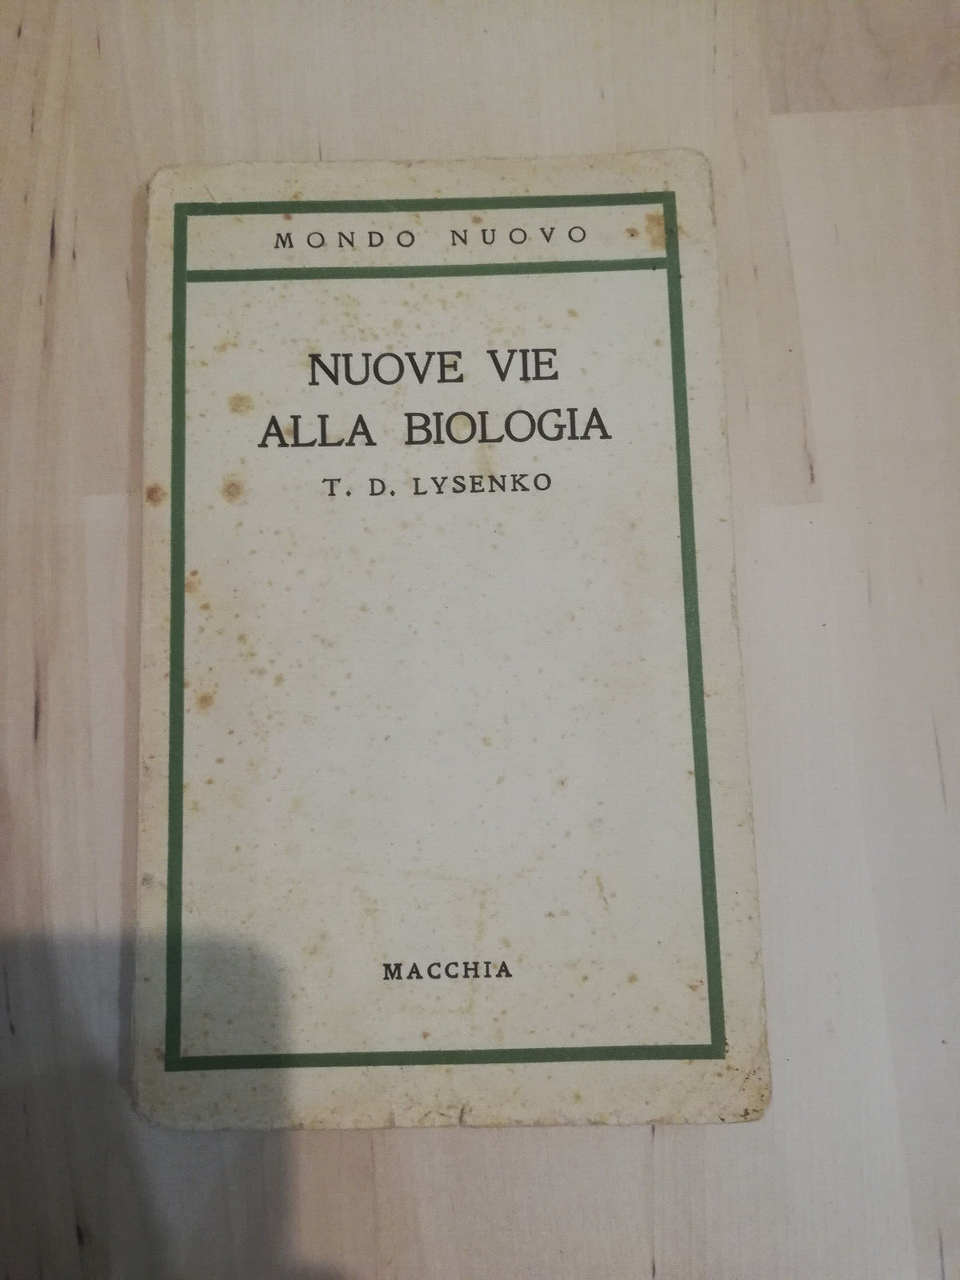 MONDO NUOVO
NUOVE VIE
ALLA BIOLOGIA
T. D. LYSENKO
MACCHIA